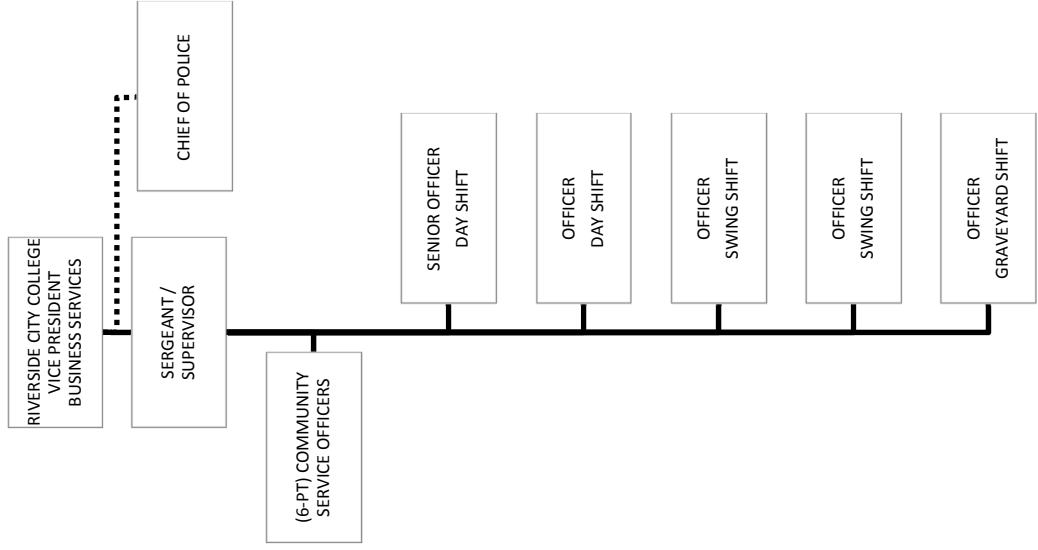 RIVERSIDE CITY COLLEGE
VICE PRESIDENT
BUSINESS SERVICES
CHIEF OF POLICE
SERGEANT /
SUPERVISOR
(6-PT) COMMUNITY
SERVICE OFFICERS
SENIOR OFFICER
DAY SHIFT
OFFICER
DAY SHIFT
OFFICER
SWING SHIFT
OFFICER
SWING SHIFT
OFFICER
GRAVEYARD SHIFT